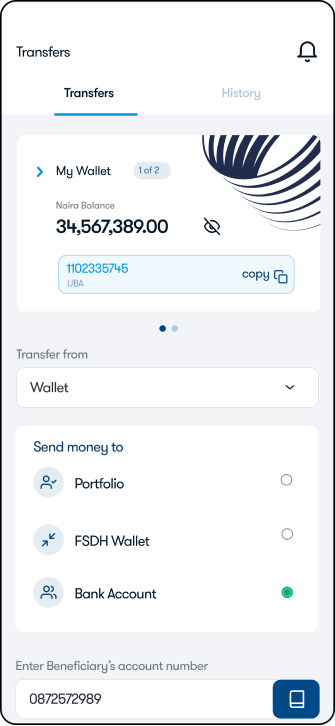 Transfers
Transfers
History
My Wallet
1 of 2
Naira Balance
34,567,389.00
1102335745
copy
UBA
Transfer from
Wallet
Send money to
Portfolio
FSDH Wallet
Bank Account
Enter Beneficiary's account number
0872572989